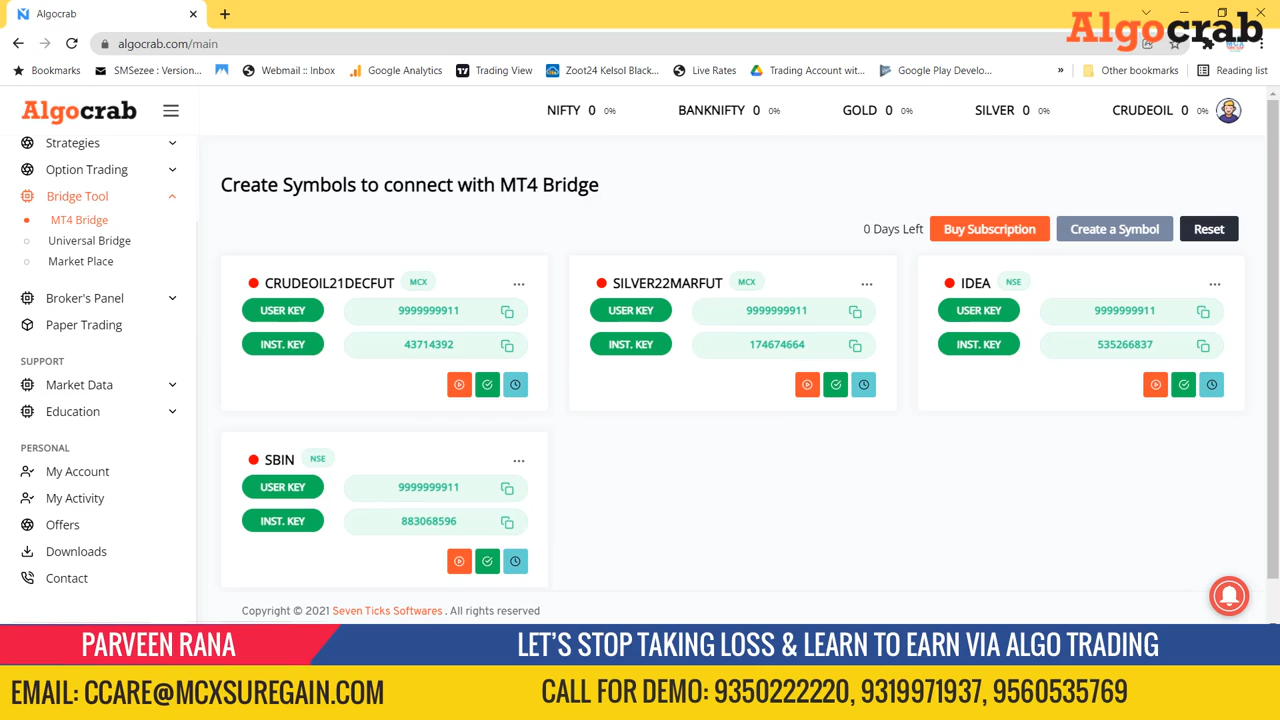 Algocrab
algocrab.com/main
Algocrab
Bookmarks
SMSezee : Version...
Webmail :: Inbox
Google Analytics
Trading View
Zoot24 Kelsol Black...
Live Rates
Trading Account wit...
Google Play Develo...
»
Other bookmarks
Reading list
Algocrab
NIFTY 0 0%
BANKNIFTY 0 0%
GOLD 0 0%
SILVER 0 0%
CRUDEOIL 0 0%
Strategies
Option Trading
Bridge Tool
MT4 Bridge
Universal Bridge
Market Place
Broker's Panel
Paper Trading
SUPPORT
Market Data
Education
PERSONAL
My Account
My Activity
Offers
Downloads
Contact
Create Symbols to connect with MT4 Bridge
0 Days Left
Buy Subscription
Create a Symbol
Reset
CRUDEOIL21DECFUT MCX
USER KEY 9999999911
INST. KEY 43714392
SILVER22MARFUT MCX
USER KEY 9999999911
INST. KEY 174674664
IDEA NSE
USER KEY 9999999911
INST. KEY 535266837
SBIN NSE
USER KEY 9999999911
INST. KEY 883068596
Copyright © 2021 Seven Ticks Softwares . All rights reserved
PARVEEN RANA
LET'S STOP TAKING LOSS & LEARN TO EARN VIA ALGO TRADING
EMAIL: CCARE@MCXSUREGAIN.COM
CALL FOR DEMO: 9350222220, 9319971937, 9560535769